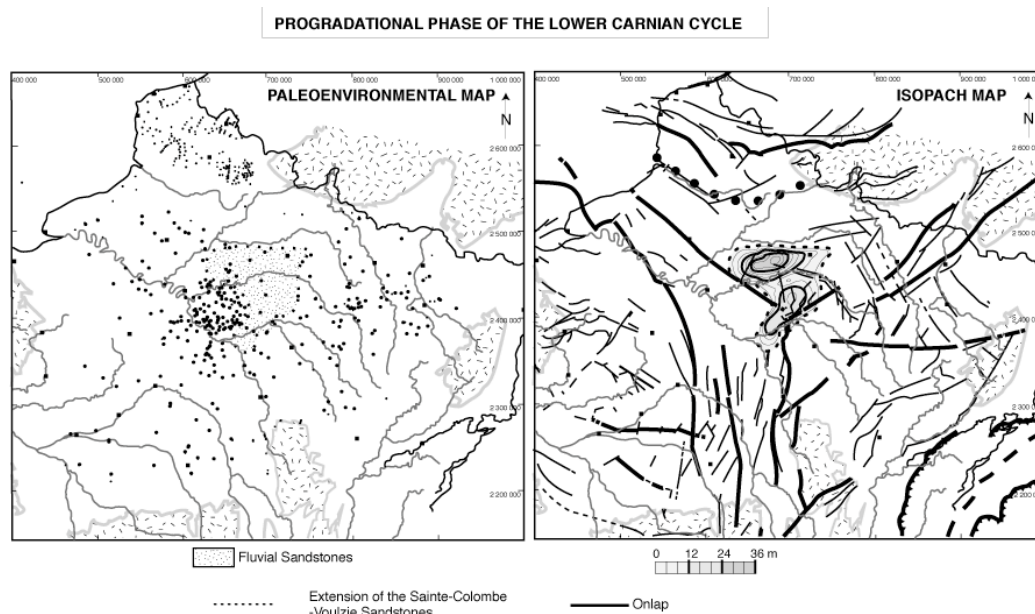 PROGRADATIONAL PHASE OF THE LOWER CARNIAN CYCLE
400 000 500 000 600 000 700 000 800 000 900 000 1 000 000
PALEOENVIRONMENTAL MAP
N
2 600 000
2 500 000
2 400 000
2 300 000
2 200 000
400 000 500 000 600 000 700 000 800 000 900 000 1 000 000
ISOPACH MAP
N
2 600 000
2 500 000
2 400 000
2 300 000
2 200 000
Fluvial Sandstones
0 12 24 36 m
Extension of the Sainte-Colombe
-Voulzie Sandstones
Onlap